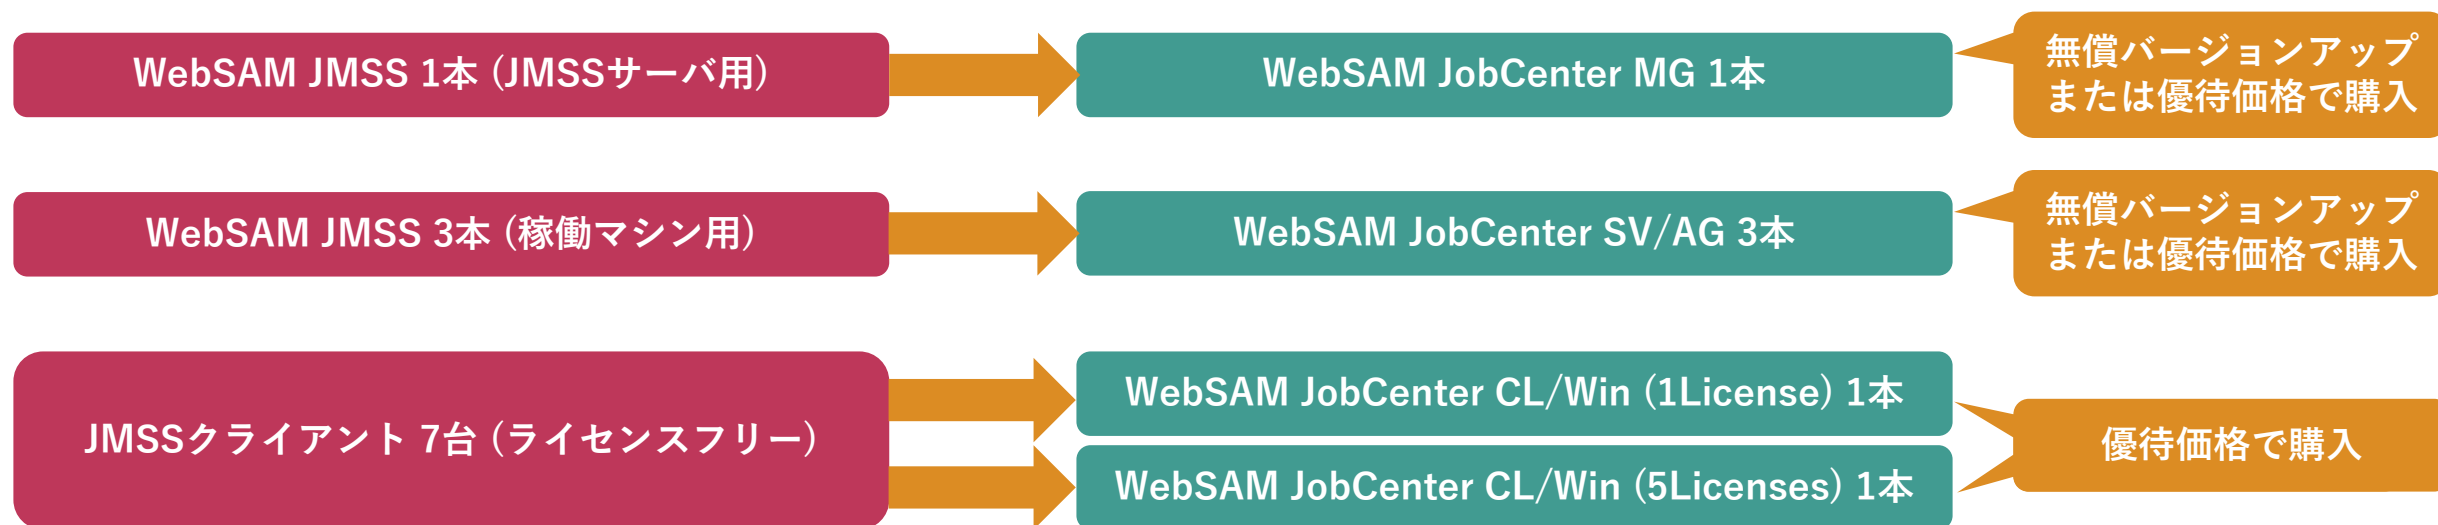 WebSAM JMSS 1本 (JMSSサーバ用)
WebSAM JobCenter MG 1本
無償バージョンアップ
または優待価格で購入
WebSAM JMSS 3本 (稼働マシン用)
WebSAM JobCenter SV/AG 3本
無償バージョンアップ
または優待価格で購入
JMSSクライアント 7台 (ライセンスフリー)
WebSAM JobCenter CL/Win (1License) 1本
WebSAM JobCenter CL/Win (5Licenses) 1本
優待価格で購入